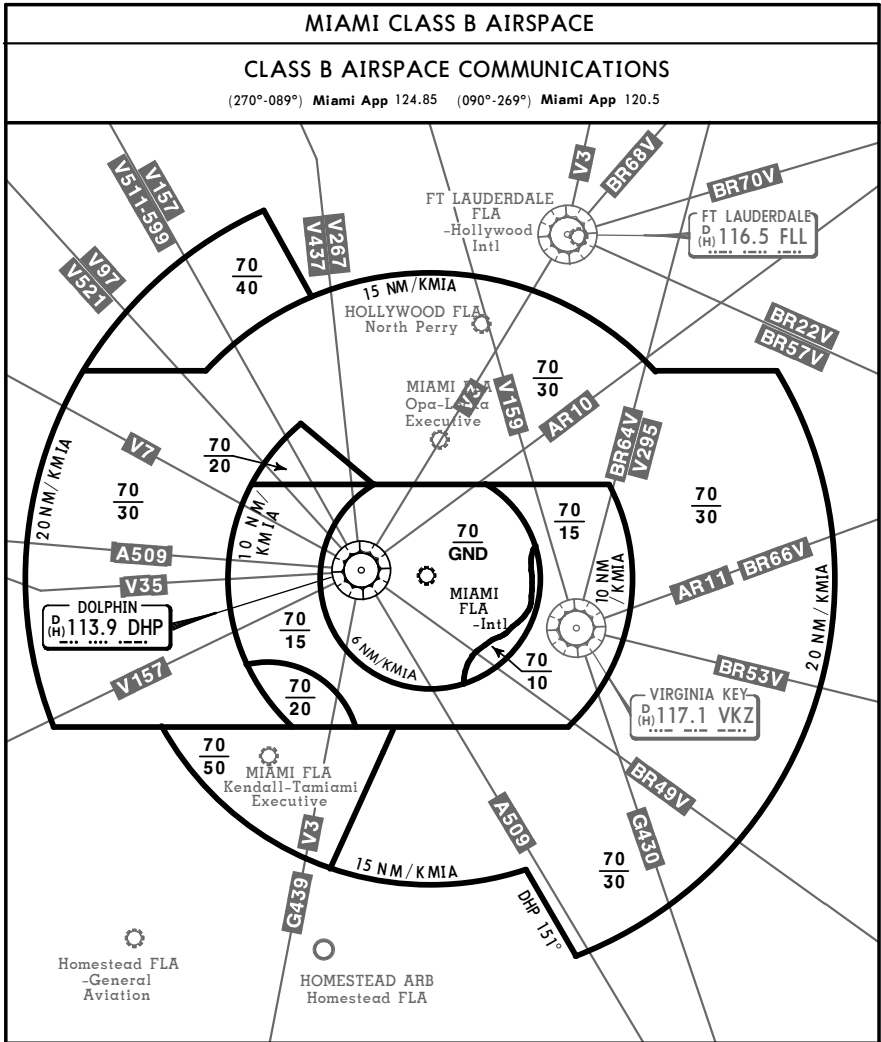 MIAMI CLASS B AIRSPACE
CLASS B AIRSPACE COMMUNICATIONS
(270°-089°) Miami App 124.85 (090°-269°) Miami App 120.5
V157
V511-599
V97
V521
V267
V437
V3
BR68V
BR70V
FT LAUDERDALE
FLA
-Hollywood
Intl
FT LAUDERDALE
D
(H) 116.5 FLL
BR22V
BR57V
70
40
15 NM/KMIA
HOLLYWOOD FLA
North Perry
70
30
MIAMI FLA
Opa-Locka
Executive
V3
V159
AR10
BR64V
V295
V7
70
20
20 NM/KMIA
70
30
10 NM/
KMIA
70
GND
70
15
70
30
A509
V35
MIAMI
FLA
-Intl
10 NM
/KMIA
AR11
BR66V
DOLPHIN
D
(H) 113.9 DHP
70
15
6 NM/KMIA
70
10
20 NM/KMIA
BR53V
V157
70
20
VIRGINIA KEY
D
(H) 117.1 VKZ
70
50
MIAMI FLA
Kendall-Tamiami
Executive
BR49V
V3
A509
G430
G439
15 NM/KMIA
70
30
DHP 151°
Homestead FLA
-General
Aviation
HOMESTEAD ARB
Homestead FLA